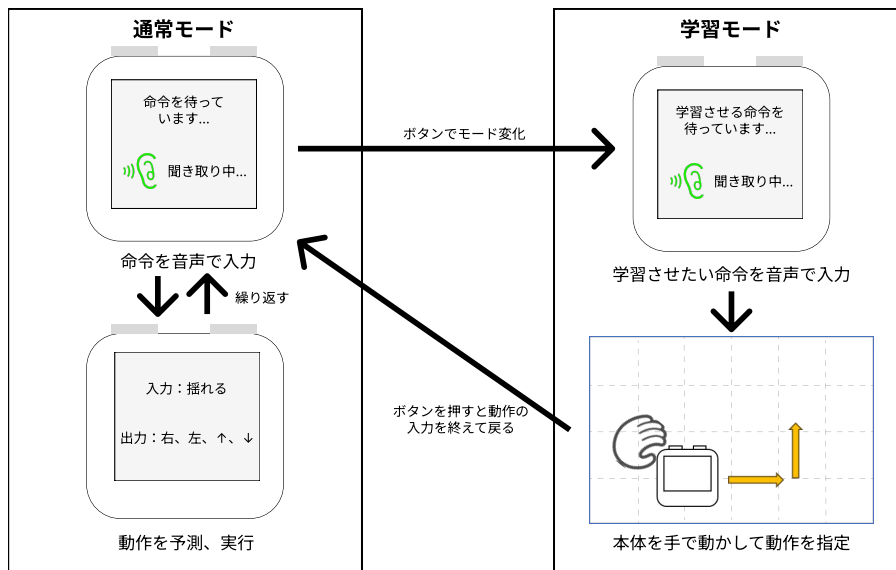 通常モード
命令を待って
います...
聞き取り中...
命令を音声で入力
繰り返す
入力：揺れる
出力：右、左、↑、↓
動作を予測、実行
ボタンでモード変化
ボタンを押すと動作の
入力を終えて戻る
学習モード
学習させる命令を
待っています...
聞き取り中...
学習させたい命令を音声で入力
本体を手で動かして動作を指定